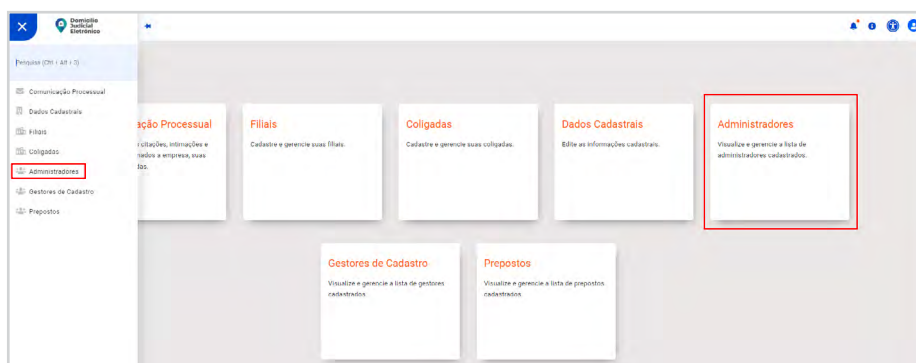 Domicílio
Judicial
Eletrônico
Pesquisa (Ctrl + Alt + S)
Comunicação Processual
Dados Cadastrais
Filiais
Coligadas
Administradores
Gestores de Cadastro
Prepostos
ação Processual
citações, intimações e
nados a empresa, suas
das.
Filiais
Cadastre e gerencie suas filiais.
Coligadas
Cadastre e gerencie suas coligadas.
Dados Cadastrais
Edite as informações cadastrais.
Administradores
Visualize e gerencie a lista de
administradores cadastrados.
Gestores de Cadastro
Visualize e gerencie a lista de gestores
cadastrados.
Prepostos
Visualize e gerencie a lista de prepostos
cadastrados.